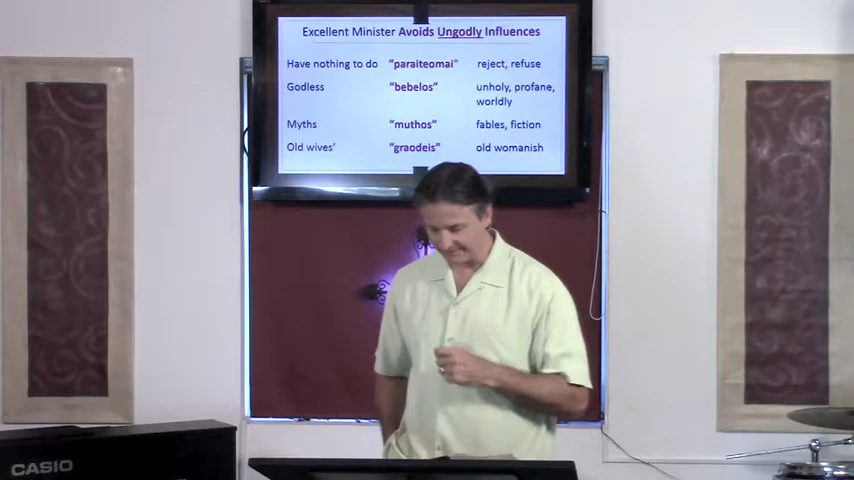 Excellent Minister Avoids Ungodly Influences
Have nothing to do "paraiteomai" reject, refuse
Godless "bebelos" unholy, profane,
worldly
Myths "muthos" fables, fiction
Old wives' "graodeis" old womanish
CASIO